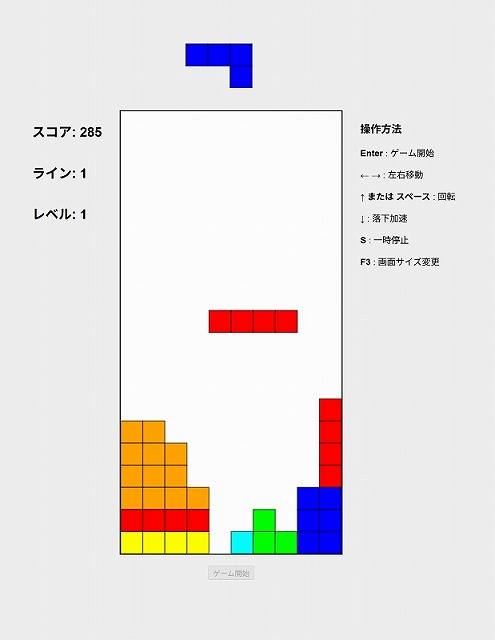 スコア: 285
ライン: 1
レベル: 1
操作方法
Enter : ゲーム開始
← → : 左右移動
↑ または スペース : 回転
↓ : 落下加速
S : 一時停止
F3 : 画面サイズ変更
ゲーム開始